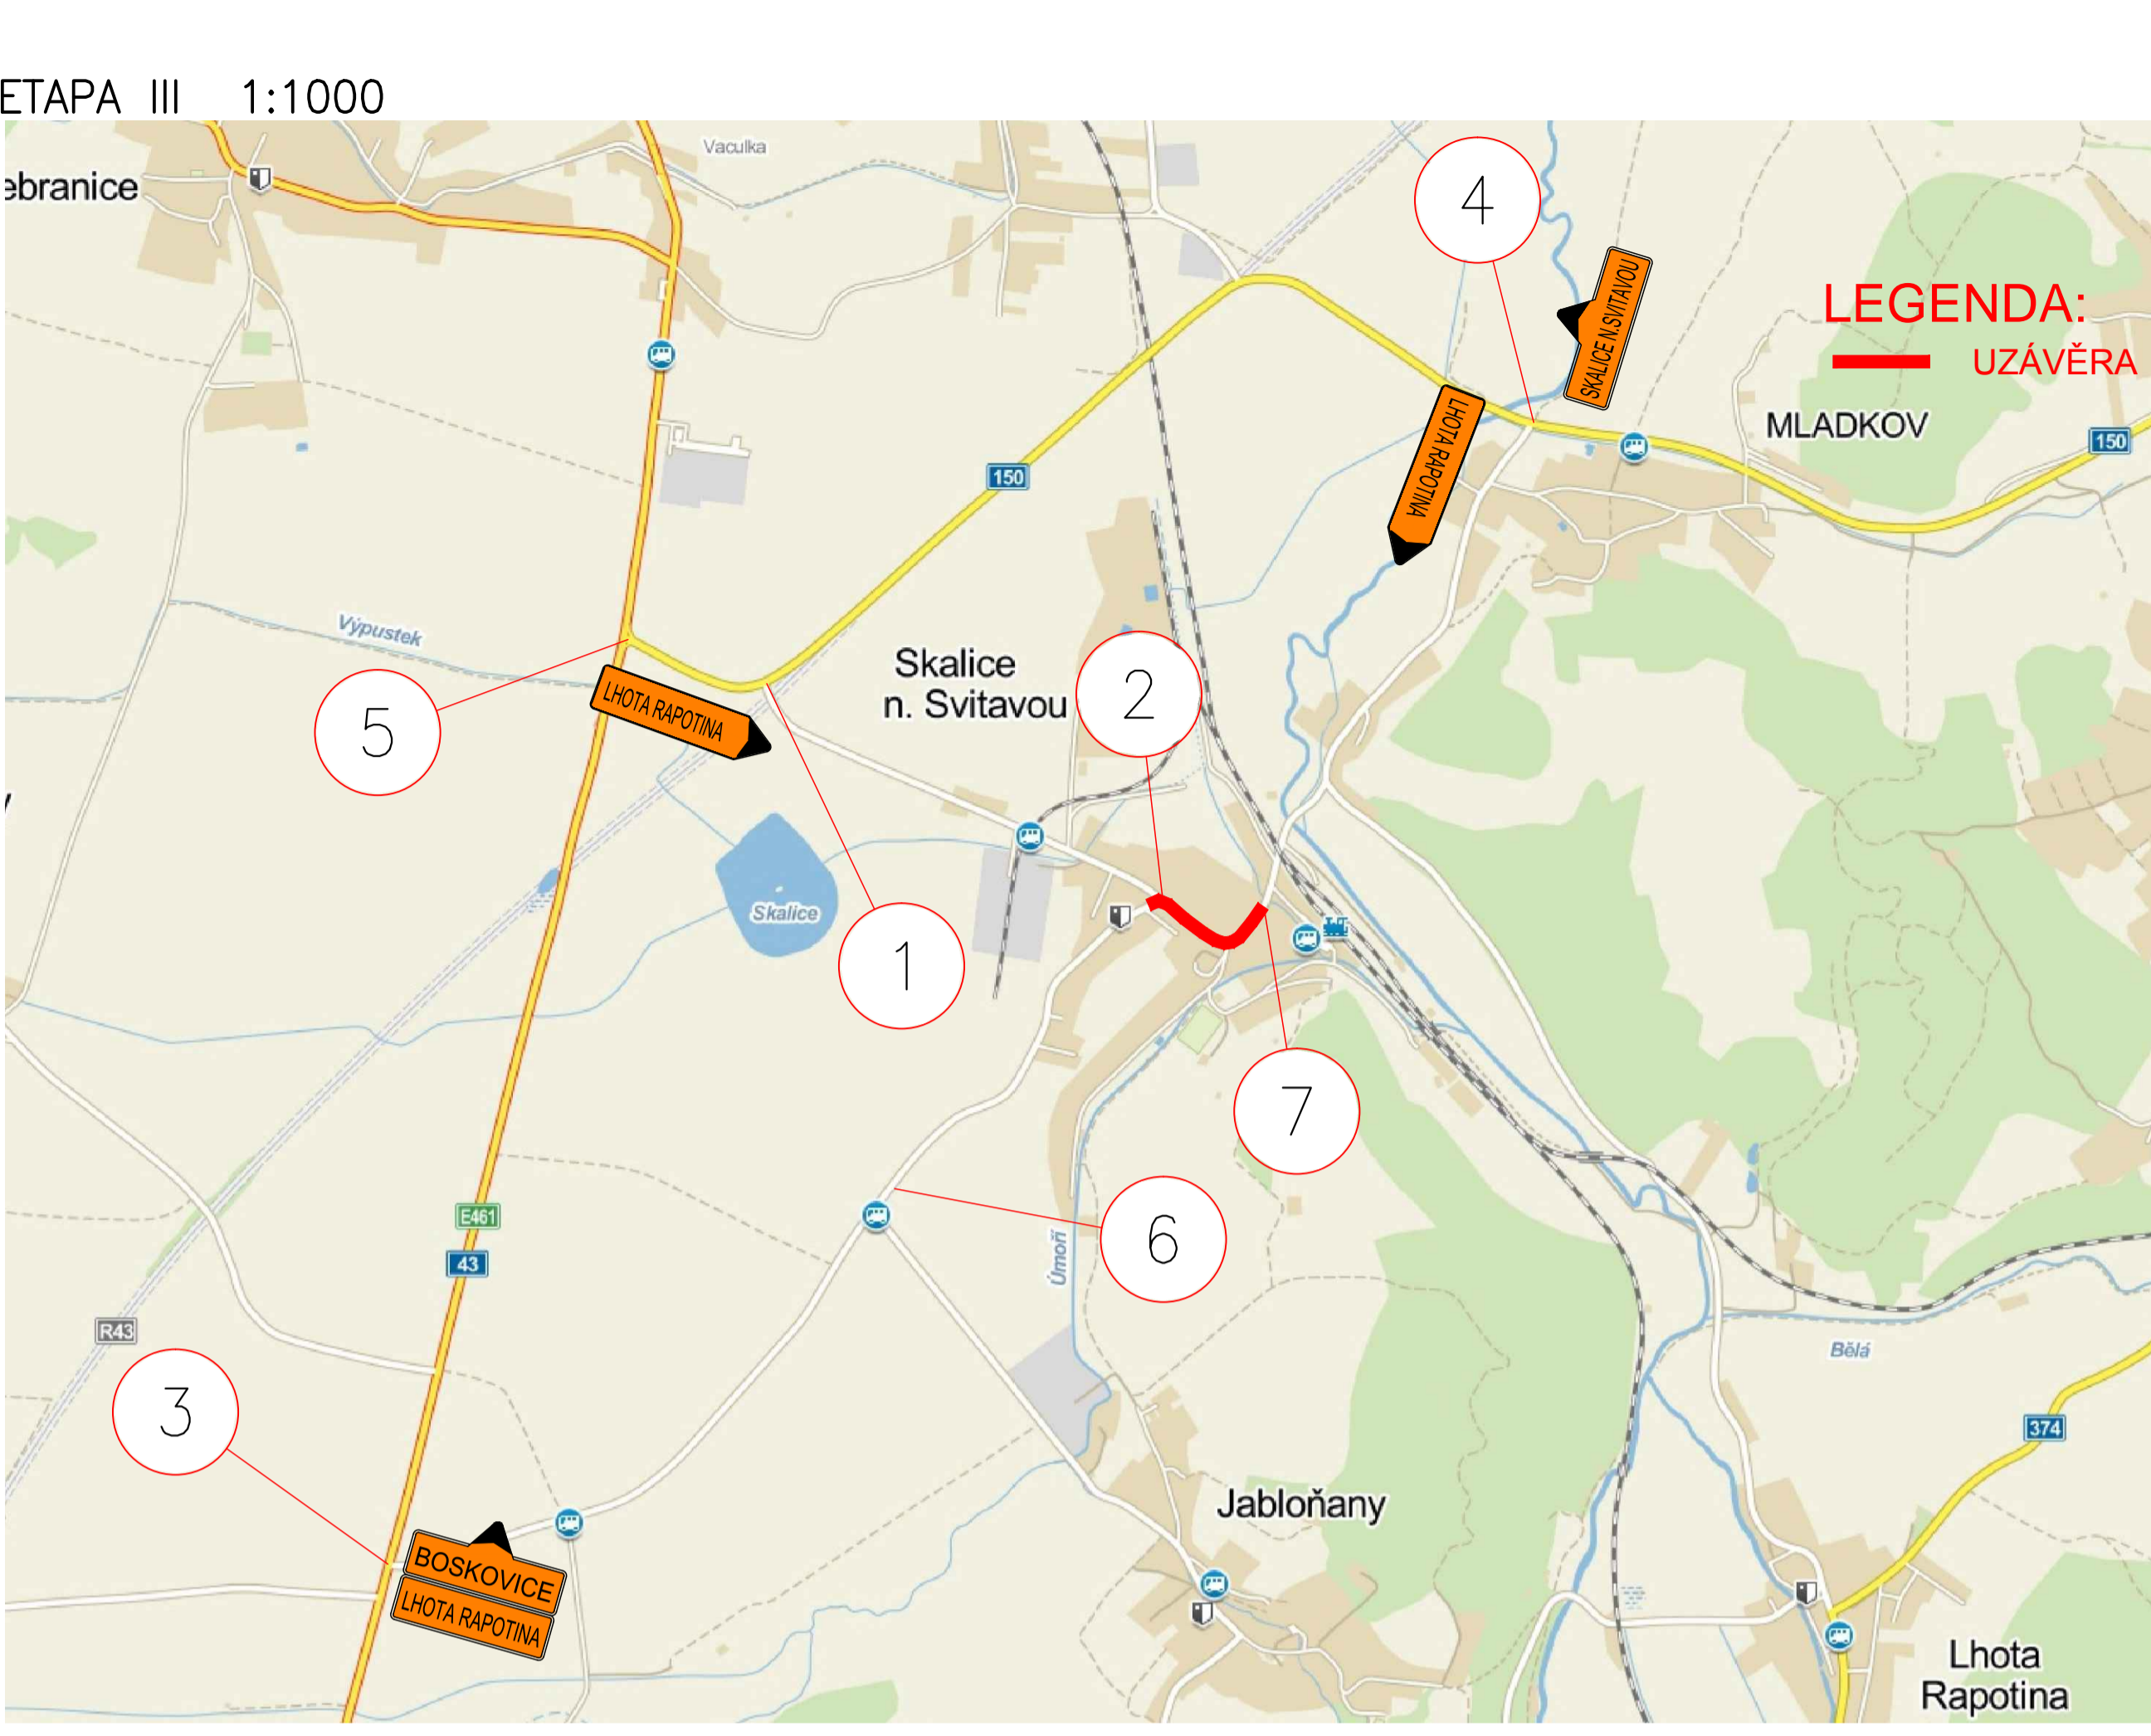 ETAPA III 1:1000
Vaculka
ebranice
4
SKALICE N.SVITAVOU
LEGENDA:
UZÁVĚRA
MLADKOV
150
LHOTA RAPOTINA
150
Výpustek
Skalice
n. Svitavou
2
5
LHOTA RAPOTINA
Skalice
1
7
6
E461
43
Úmoří
R43
Bělá
3
374
Jabloňany
BOSKOVICE
LHOTA RAPOTINA
Lhota
Rapotina